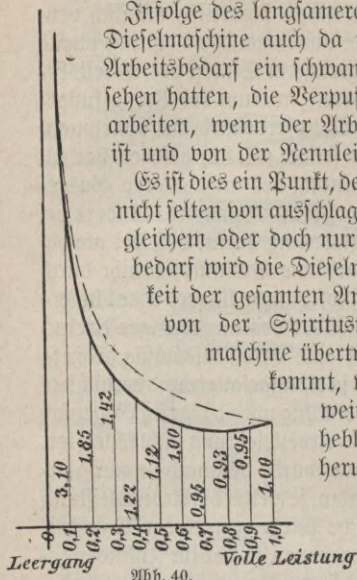 Infolge des langsamere
Dieselmaschine auch da
Arbeitsbedarf ein schwan
sehen hatten, die Verpuf
arbeiten, wenn der Arb
ist und von der Nennlei
Es ist dies ein Punkt, de
nicht selten von ausschlag
gleichem oder doch nur
bedarf wird die Dieselm
keit der gesamten An
von der Spiritus
maschine übertr
kommt, w
weit
hebl
heru
3,10
1,85
1,42
1,22
1,12
1,00
0,95
0,93
0,95
1,00
0
0,1
0,2
0,3
0,4
0,5
0,6
0,7
0,8
0,9
1,0
Leergang
Volle Leistung
Abb. 40.